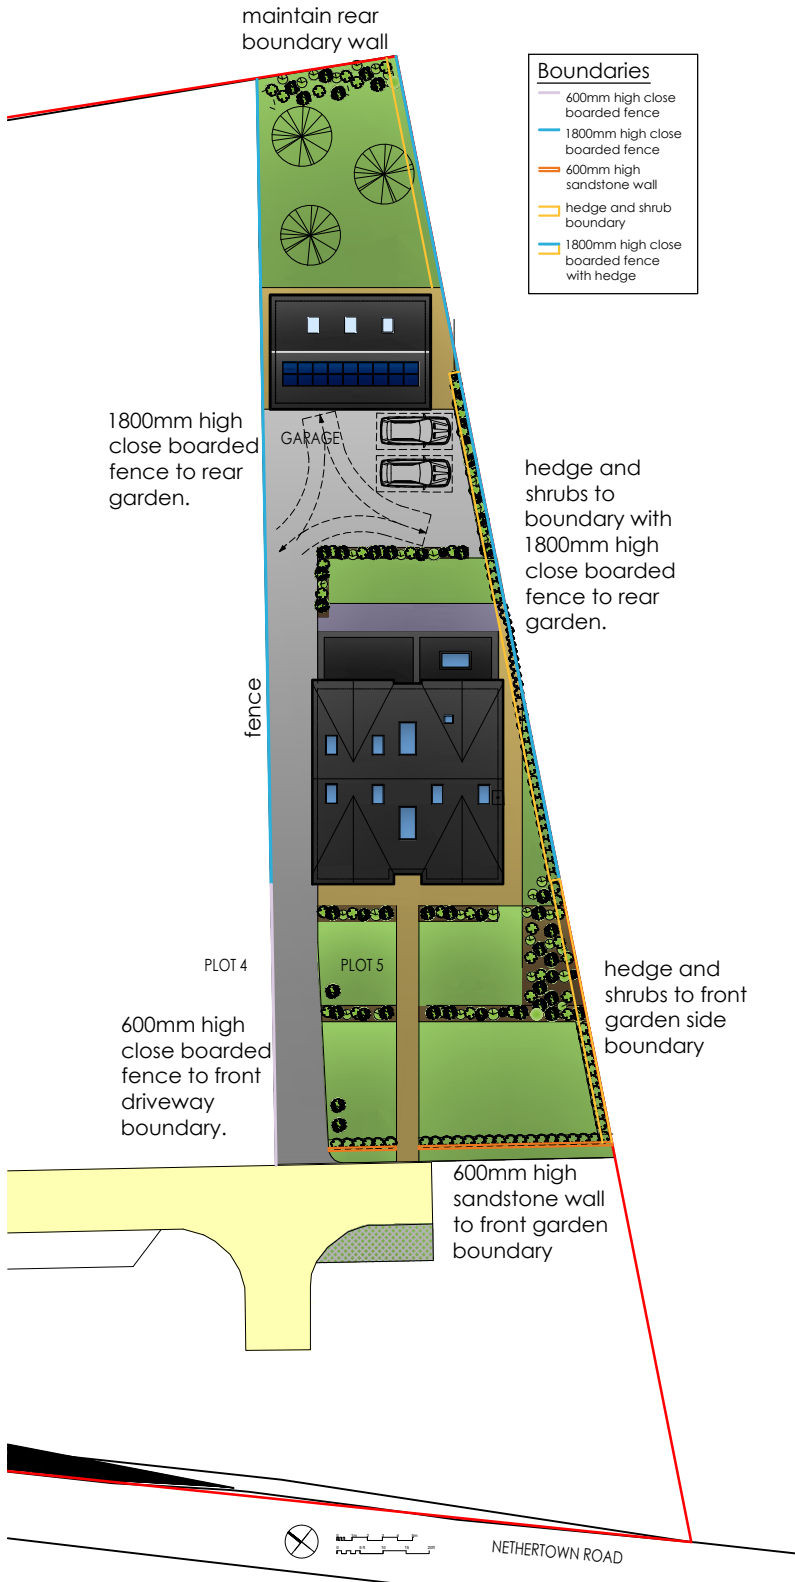 maintain rear
boundary wall
Boundaries
600mm high close
boarded fence
1800mm high close
boarded fence
600mm high
sandstone wall
hedge and shrub
boundary
1800mm high close
boarded fence
with hedge
1800mm high
close boarded
fence to rear
garden.
GARAGE
hedge and
shrubs to
boundary with
1800mm high
close boarded
fence to rear
garden.
fence
PLOT 4
PLOT 5
hedge and
shrubs to front
garden side
boundary
600mm high
close boarded
fence to front
driveway
boundary.
600mm high
sandstone wall
to front garden
boundary
NETHERTOWN ROAD